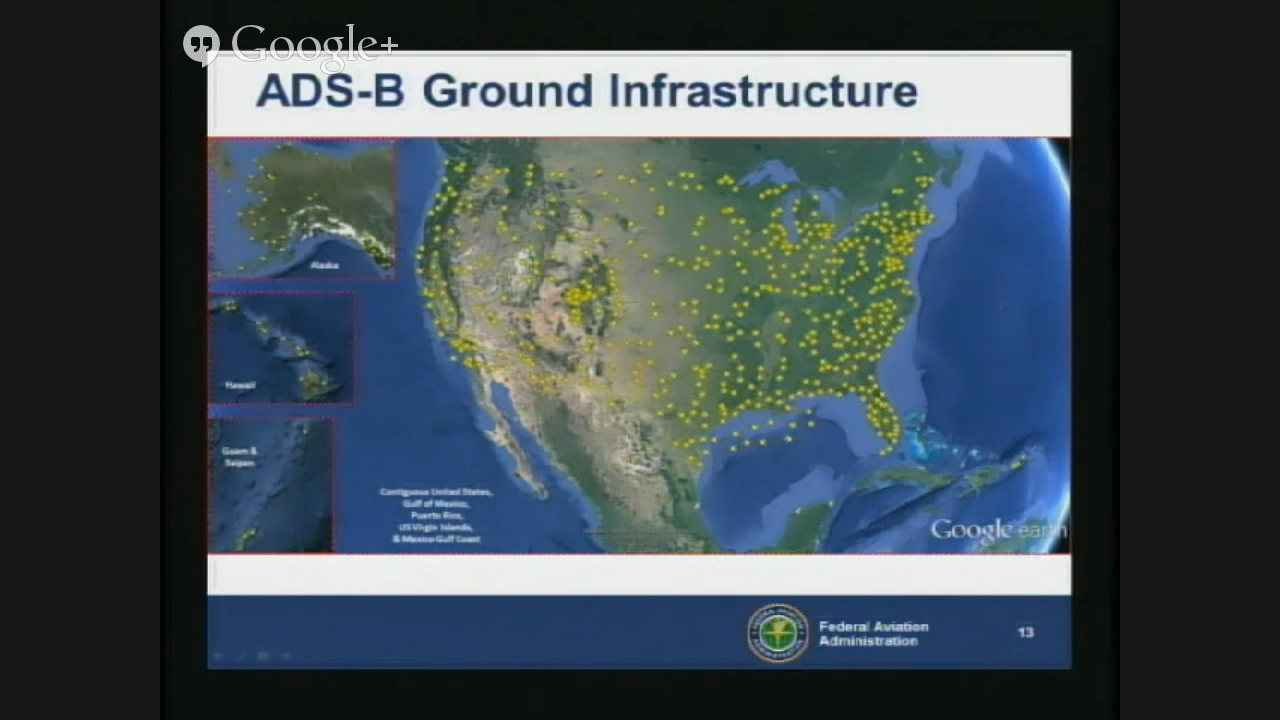 Google+
ADS-B Ground Infrastructure
Alaska
Hawaii
Guam &
Saipan
Contiguous United States,
Gulf of Mexico,
Puerto Rico,
US Virgin Islands,
& Mexico Gulf Coast
Google earth
Federal Aviation
Administration
13